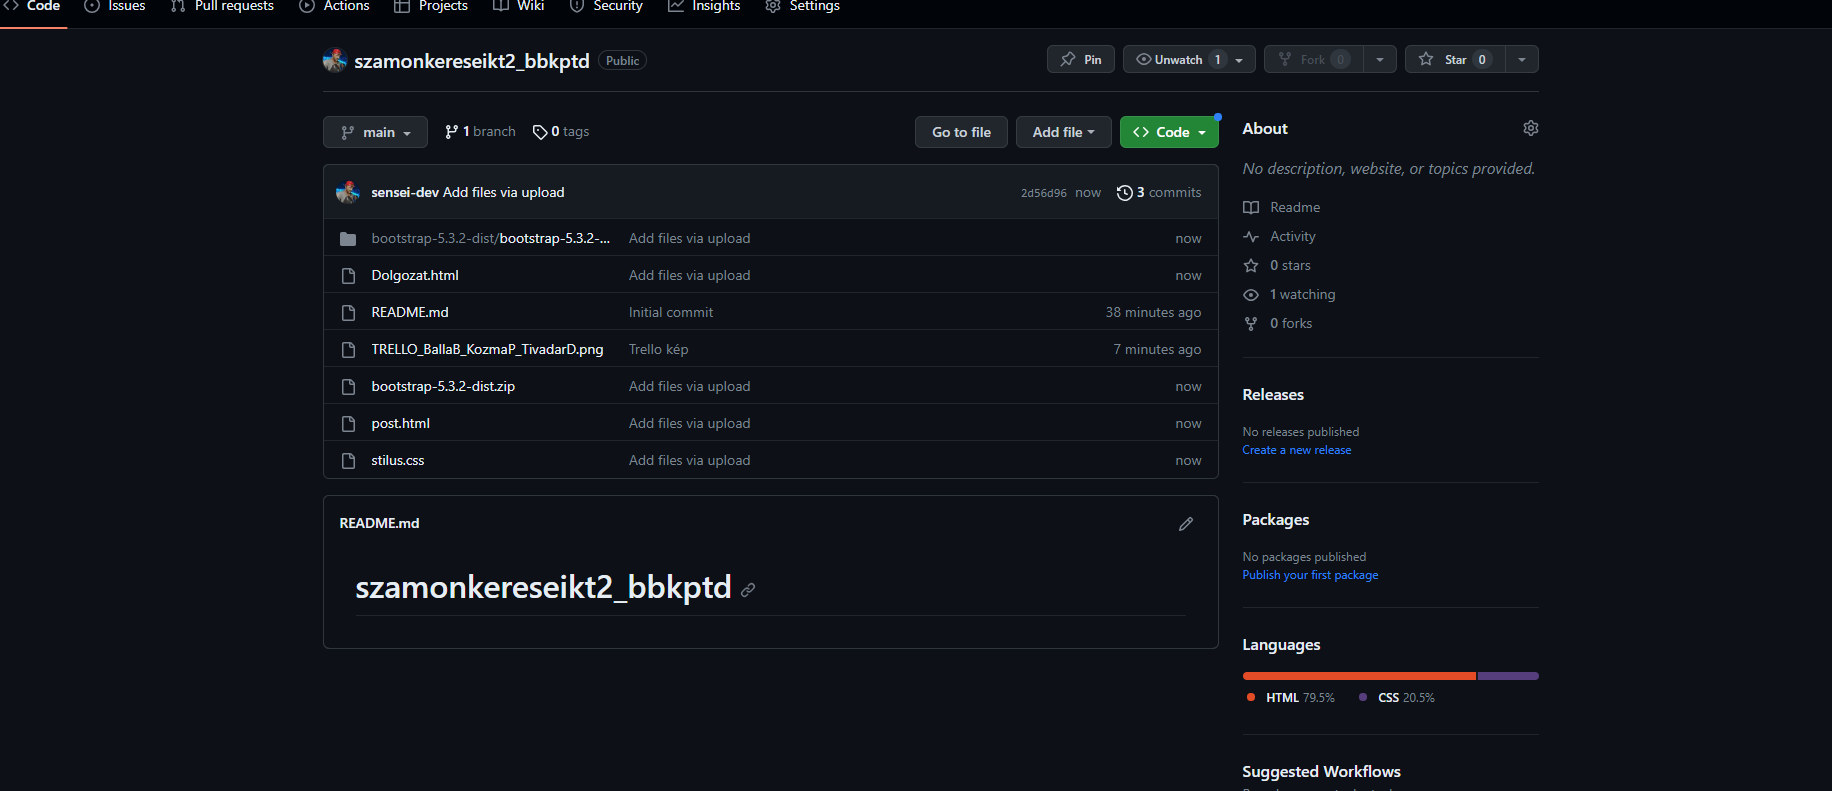 Code Issues Pull requests Actions Projects Wiki Security Insights Settings
szamonkereseikt2_bbkptd Public
Pin Unwatch 1 Fork 0 Star 0
main 1 branch 0 tags Go to file Add file Code
sensei-dev Add files via upload 2d56d96 now 3 commits
bootstrap-5.3.2-dist/bootstrap-5.3.2-... Add files via upload now
Dolgozat.html Add files via upload now
README.md Initial commit 38 minutes ago
TRELLO_BallaB_KozmaP_TivadarD.png Trello kép 7 minutes ago
bootstrap-5.3.2-dist.zip Add files via upload now
post.html Add files via upload now
stilus.css Add files via upload now
README.md
szamonkereseikt2_bbkptd
About
No description, website, or topics provided.
Readme
Activity
0 stars
1 watching
0 forks
Releases
No releases published
Create a new release
Packages
No packages published
Publish your first package
Languages
HTML 79.5% CSS 20.5%
Suggested Workflows